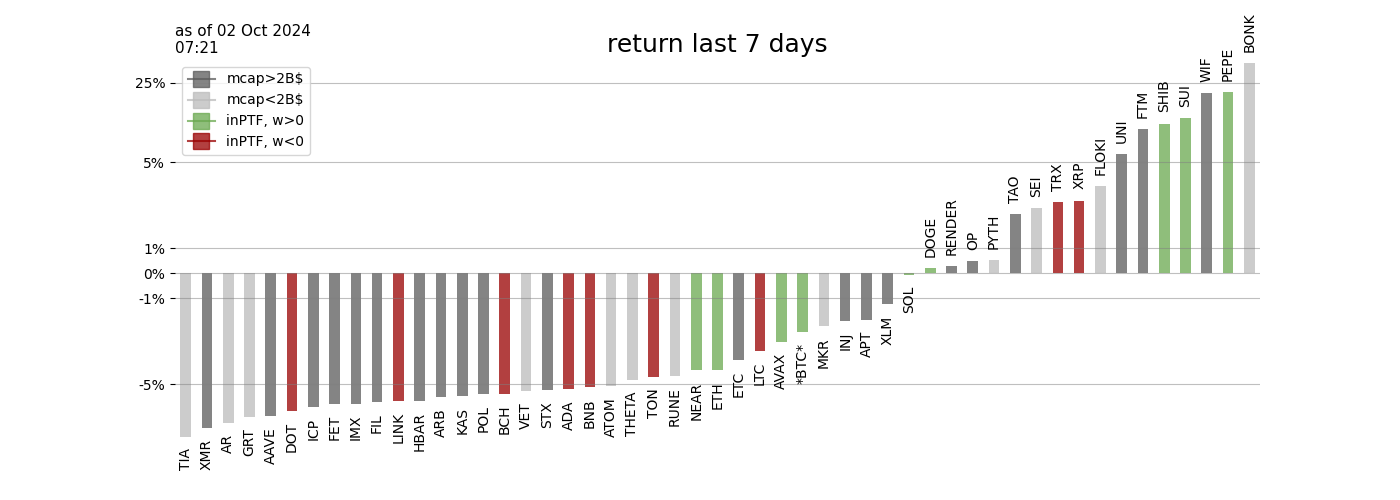 as of 02 Oct 2024
07:21
return last 7 days
mcap>2B$
mcap<2B$
inPTF, w>0
inPTF, w<0
25%
5%
1%
0%
-1%
-5%
TIA
XMR
AR
GRT
AAVE
DOT
ICP
FET
IMX
FIL
LINK
HBAR
ARB
KAS
POL
BCH
VET
STX
ADA
BNB
ATOM
THETA
TON
RUNE
NEAR
ETH
ETC
LTC
AVAX
*BTC*
MKR
INJ
APT
XLM
SOL
DOGE
RENDER
OP
PYTH
TAO
SEI
TRX
XRP
FLOKI
UNI
FTM
SHIB
SUI
WIF
PEPE
BONK